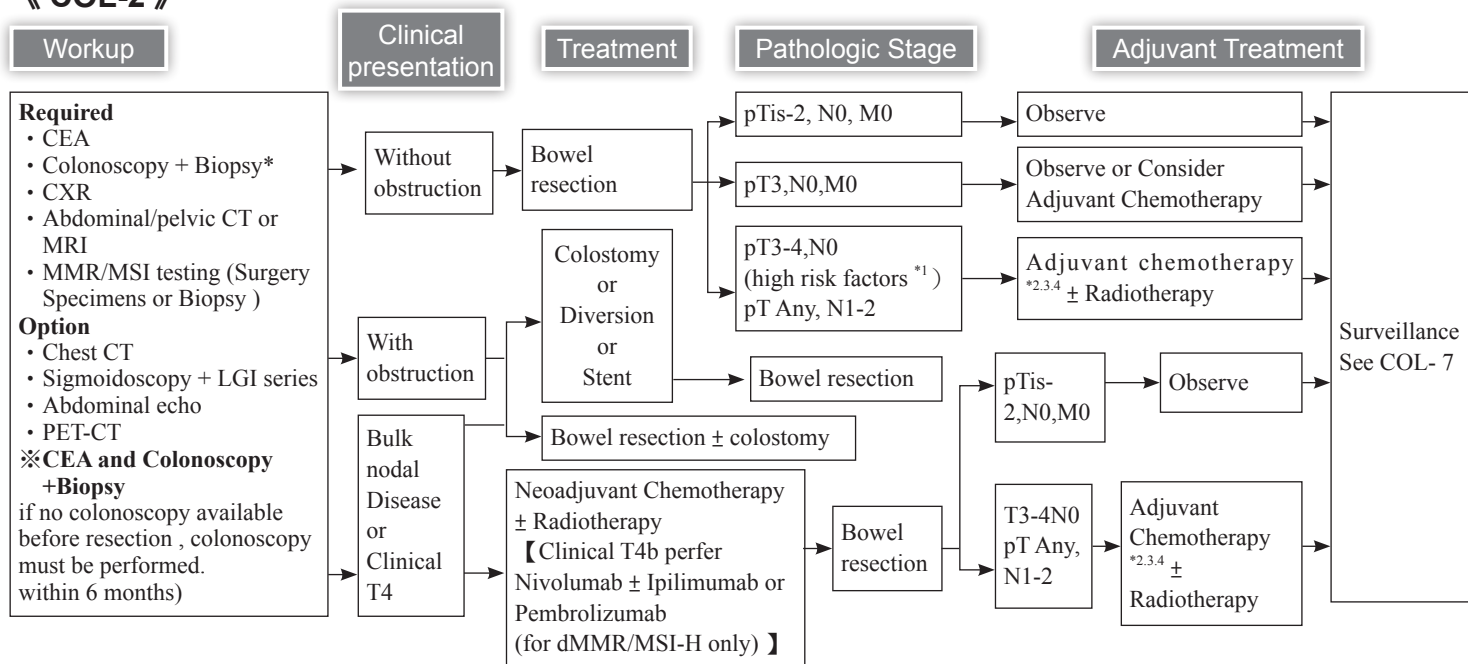 《 COL-2 》
Workup
Clinical
presentation
Treatment
Pathologic Stage
Adjuvant Treatment
Required
・CEA
・Colonoscopy + Biopsy*
・CXR
・Abdominal/pelvic CT or
MRI
・MMR/MSI testing (Surgery
Specimens or Biopsy )
Option
・Chest CT
・Sigmoidoscopy + LGI series
・Abdominal echo
・PET-CT
※CEA and Colonoscopy
+Biopsy
if no colonoscopy available
before resection , colonoscopy
must be performed.
within 6 months)
Without
obstruction
Bowel
resection
pTis-2, N0, M0
Observe
pT3,N0,M0
Observe or Consider
Adjuvant Chemotherapy
pT3-4,N0
(high risk factors *1 )
pT Any, N1-2
Adjuvant chemotherapy
*2.3.4 ± Radiotherapy
With
obstruction
Colostomy
or
Diversion
or
Stent
Bowel resection
Bowel resection ± colostomy
Bulk
nodal
Disease
or
Clinical
T4
Neoadjuvant Chemotherapy
± Radiotherapy
【Clinical T4b perfer
Nivolumab ± Ipilimumab or
Pembrolizumab
(for dMMR/MSI-H only) 】
Bowel
resection
pTis-
2,N0,M0
Observe
T3-4N0
pT Any,
N1-2
Adjuvant
Chemotherapy
*2.3.4 ±
Radiotherapy
Surveillance
See COL- 7